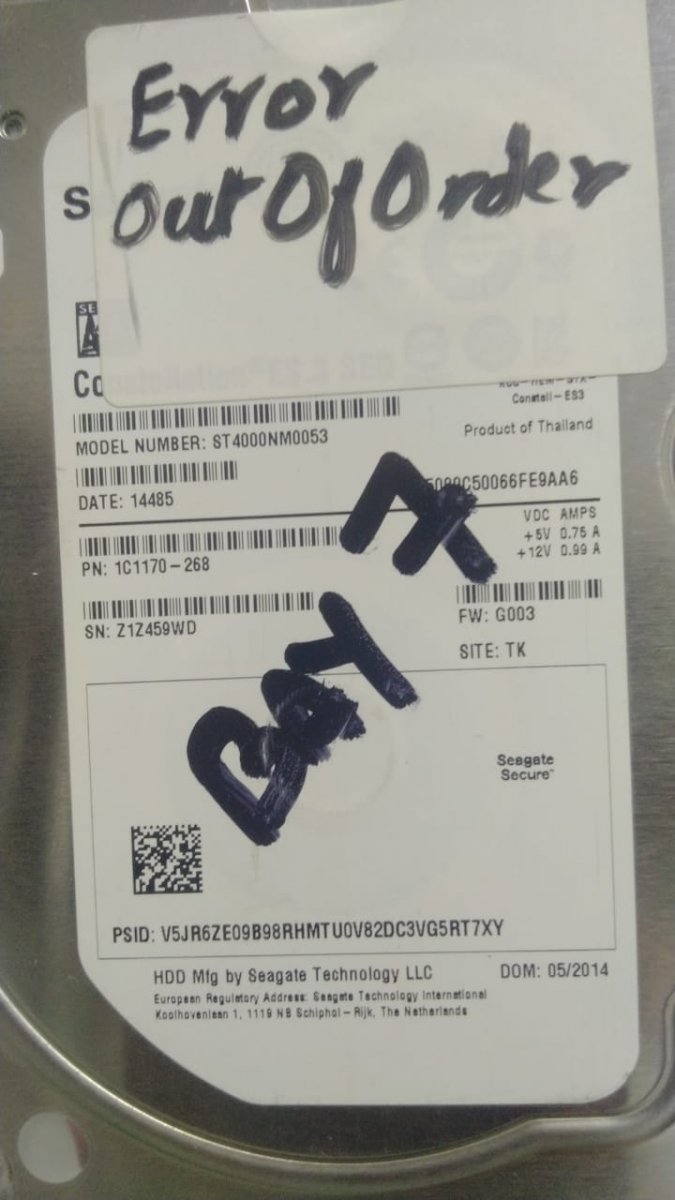 Error
Out Of Order
MODEL NUMBER: ST4000NM0053
Constell-ES3
Product of Thailand
DATE: 14485
C50066FE9AA6
VDC AMPS
+5V 0.75 A
+12V 0.99 A
PN: 1C1170-268
SN: Z1Z459WD
FW: G003
SITE: TK
BAY 7
Seagate
Secure™
PSID: V5JR6ZE09B98RHMTU0V82DC3VG5RT7XY
HDD Mfg by Seagate Technology LLC
DOM: 05/2014
European Regulatory Address: Seagate Technology International
Koolhovenlaan 1, 1119 NB Schiphol-Rijk, The Netherlands